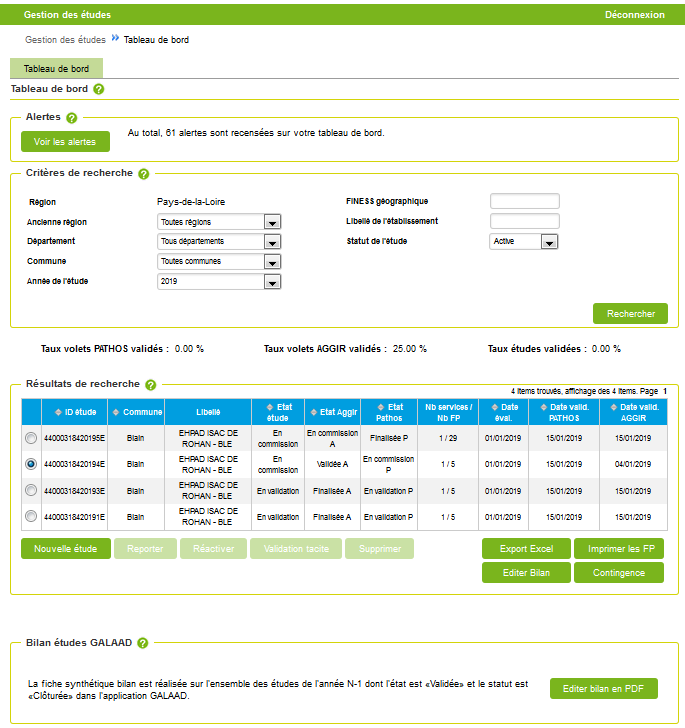 Gestion des études Déconnexion
Gestion des études » Tableau de bord
Tableau de bord
Tableau de bord ?
Alertes ?
Voir les alertes
Au total, 61 alertes sont recensées sur votre tableau de bord.
Critères de recherche ?
Région Pays-de-la-Loire FINESS géographique
Ancienne région Toutes régions Libellé de l'établissement
Département Tous départements Statut de l'étude Active
Commune Toutes communes
Année de l'étude 2019
Rechercher
Taux volets PATHOS validés : 0.00 % Taux volets AGGIR validés : 25.00 % Taux études validées : 0.00 %
Résultats de recherche ?
4 items trouvés, affichage des 4 items. Page 1
ID étude Commune Libellé Etat étude Etat Aggir Etat Pathos Nb services / Nb FP Date éval. Date valid. PATHOS Date valid. AGGIR
44000318420195E Blain EHPAD ISAC DE ROHAN - BLE En commission En commission A Finalisée P 1 / 29 01/01/2019 15/01/2019 15/01/2019
44000318420194E Blain EHPAD ISAC DE ROHAN - BLE En commission Validée A En commission P 1 / 5 01/01/2019 15/01/2019 04/01/2019
44000318420193E Blain EHPAD ISAC DE ROHAN - BLE En validation Finalisée A En validation P 1 / 5 01/01/2019 15/01/2019 15/01/2019
44000318420191E Blain EHPAD ISAC DE ROHAN - BLE En validation Finalisée A En validation P 1 / 5 01/01/2019 15/01/2019 15/01/2019
Nouvelle étude Reporter Réactiver Validation tacite Supprimer Export Excel Imprimer les FP
Editer Bilan Contingence
Bilan études GALAAD ?
La fiche synthétique bilan est réalisée sur l'ensemble des études de l'année N-1 dont l'état est «Validée» et le statut est
«Clôturée» dans l'application GALAAD.
Editer bilan en PDF